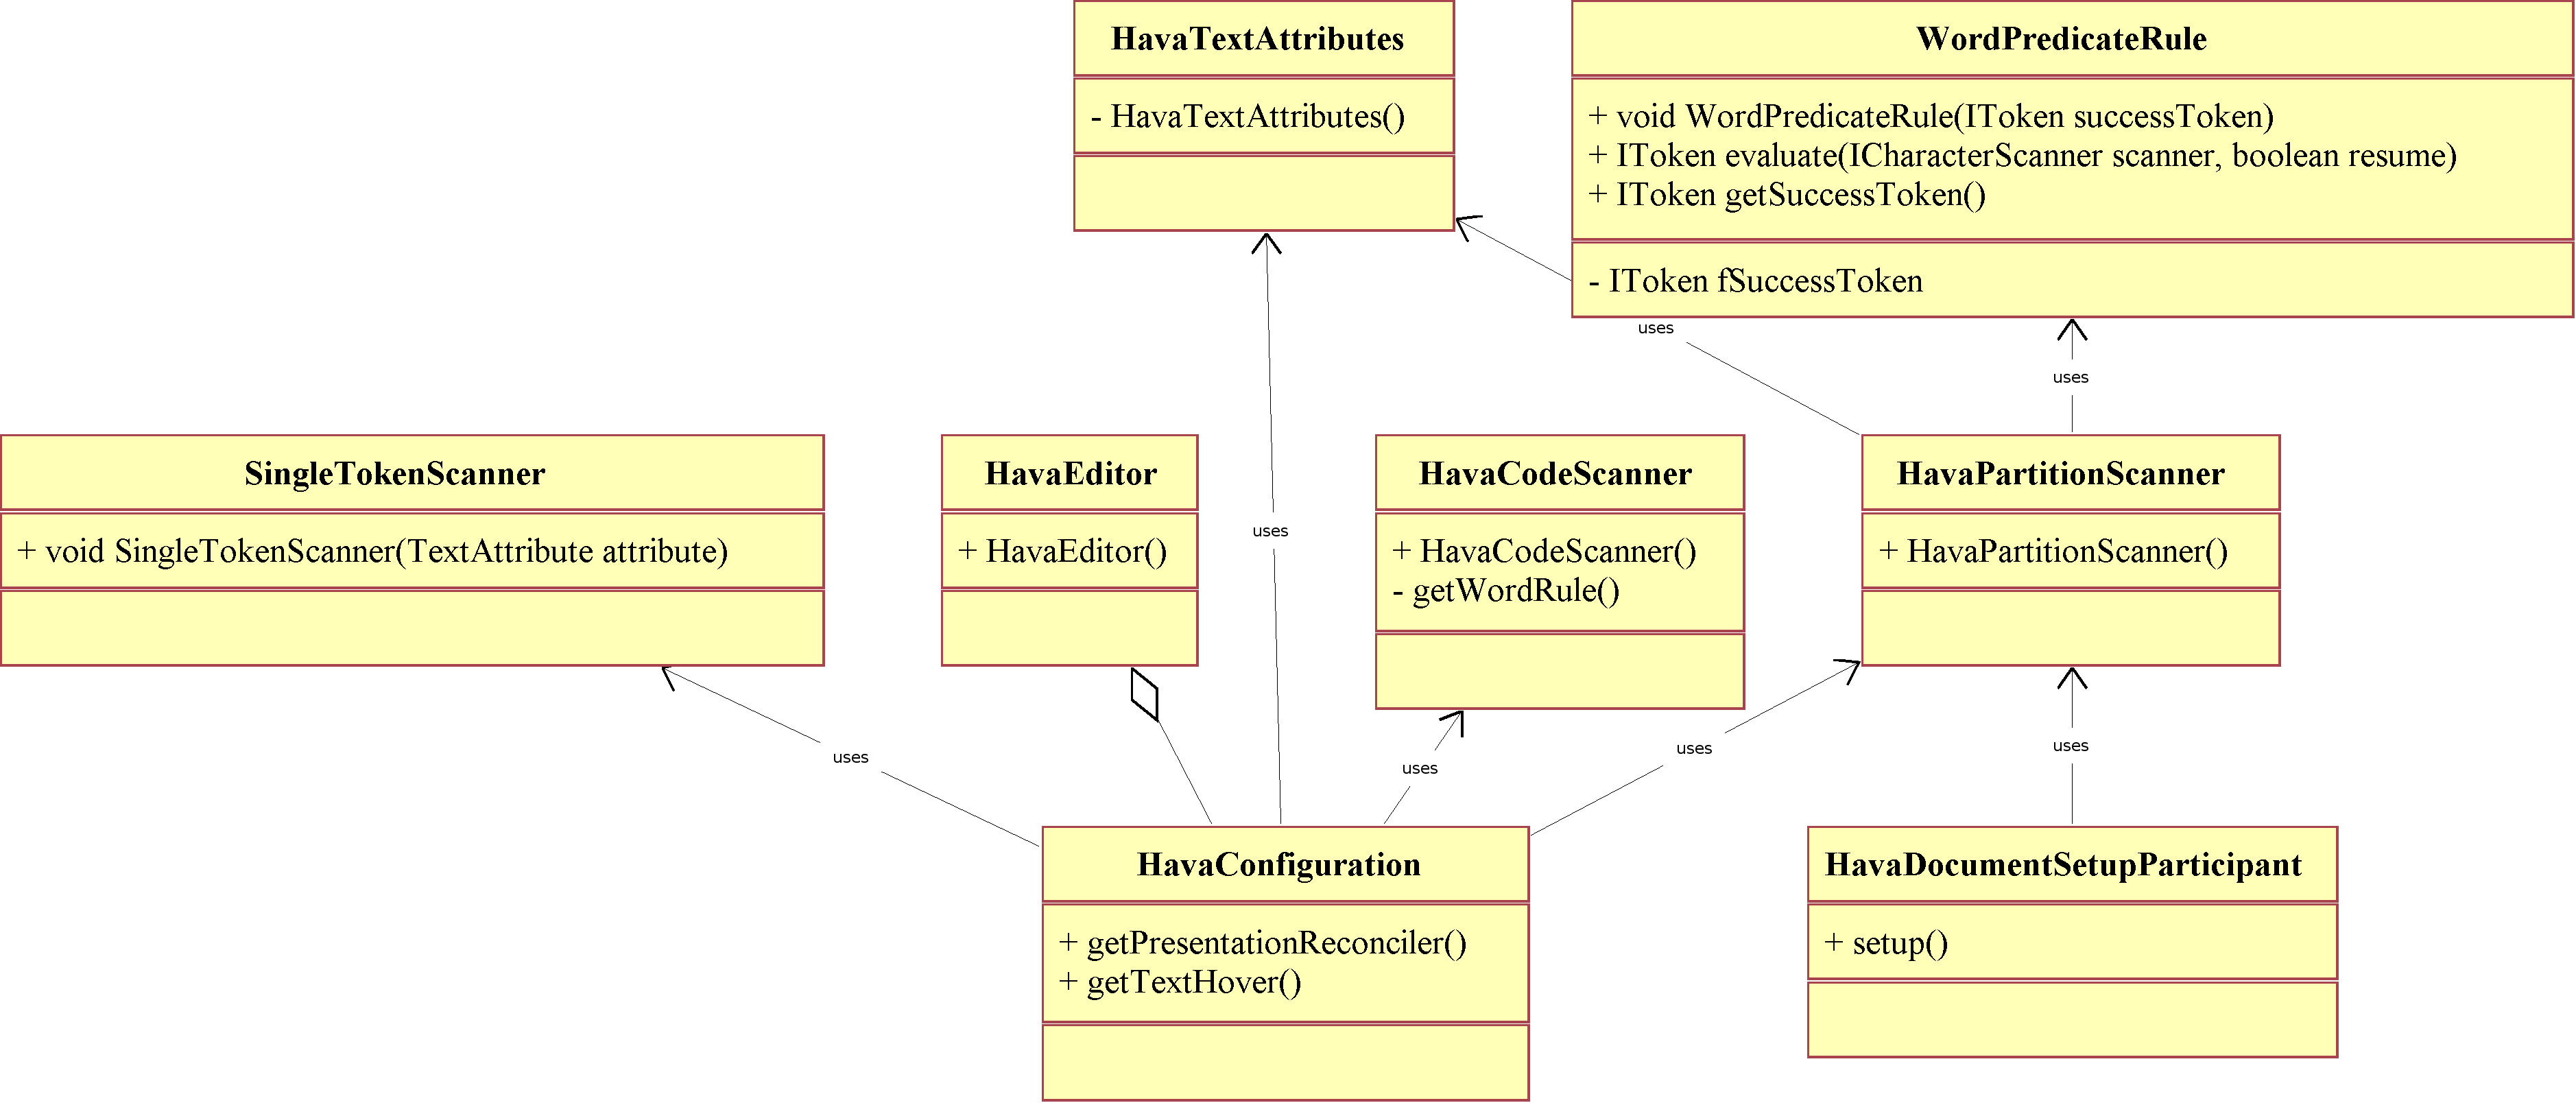 HavaTextAttributes
- HavaTextAttributes()
WordPredicateRule
+ void WordPredicateRule(IToken successToken)
+ IToken evaluate(ICharacterScanner scanner, boolean resume)
+ IToken getSuccessToken()
- IToken fSuccessToken
uses
uses
SingleTokenScanner
+ void SingleTokenScanner(TextAttribute attribute)
HavaEditor
+ HavaEditor()
uses
HavaCodeScanner
+ HavaCodeScanner()
- getWordRule()
HavaPartitionScanner
+ HavaPartitionScanner()
uses
uses
uses
uses
HavaConfiguration
+ getPresentationReconciler()
+ getTextHover()
HavaDocumentSetupParticipant
+ setup()